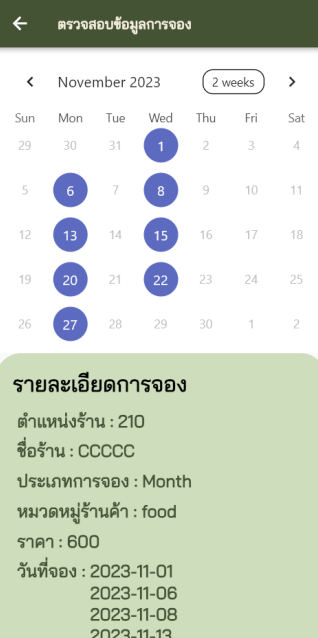 ตรวจสอบข้อมูลการจอง
November 2023 2 weeks
Sun Mon Tue Wed Thu Fri Sat
29 30 31 1 2 3 4
5 6 7 8 9 10 11
12 13 14 15 16 17 18
19 20 21 22 23 24 25
26 27 28 29 30 1 2
รายละเอียดการจอง
ตำแหน่งร้าน : 210
ชื่อร้าน : CCCCC
ประเภทการจอง : Month
หมวดหมู่ร้านค้า : food
ราคา : 600
วันที่จอง : 2023-11-01
2023-11-06
2023-11-08
2023-11-13